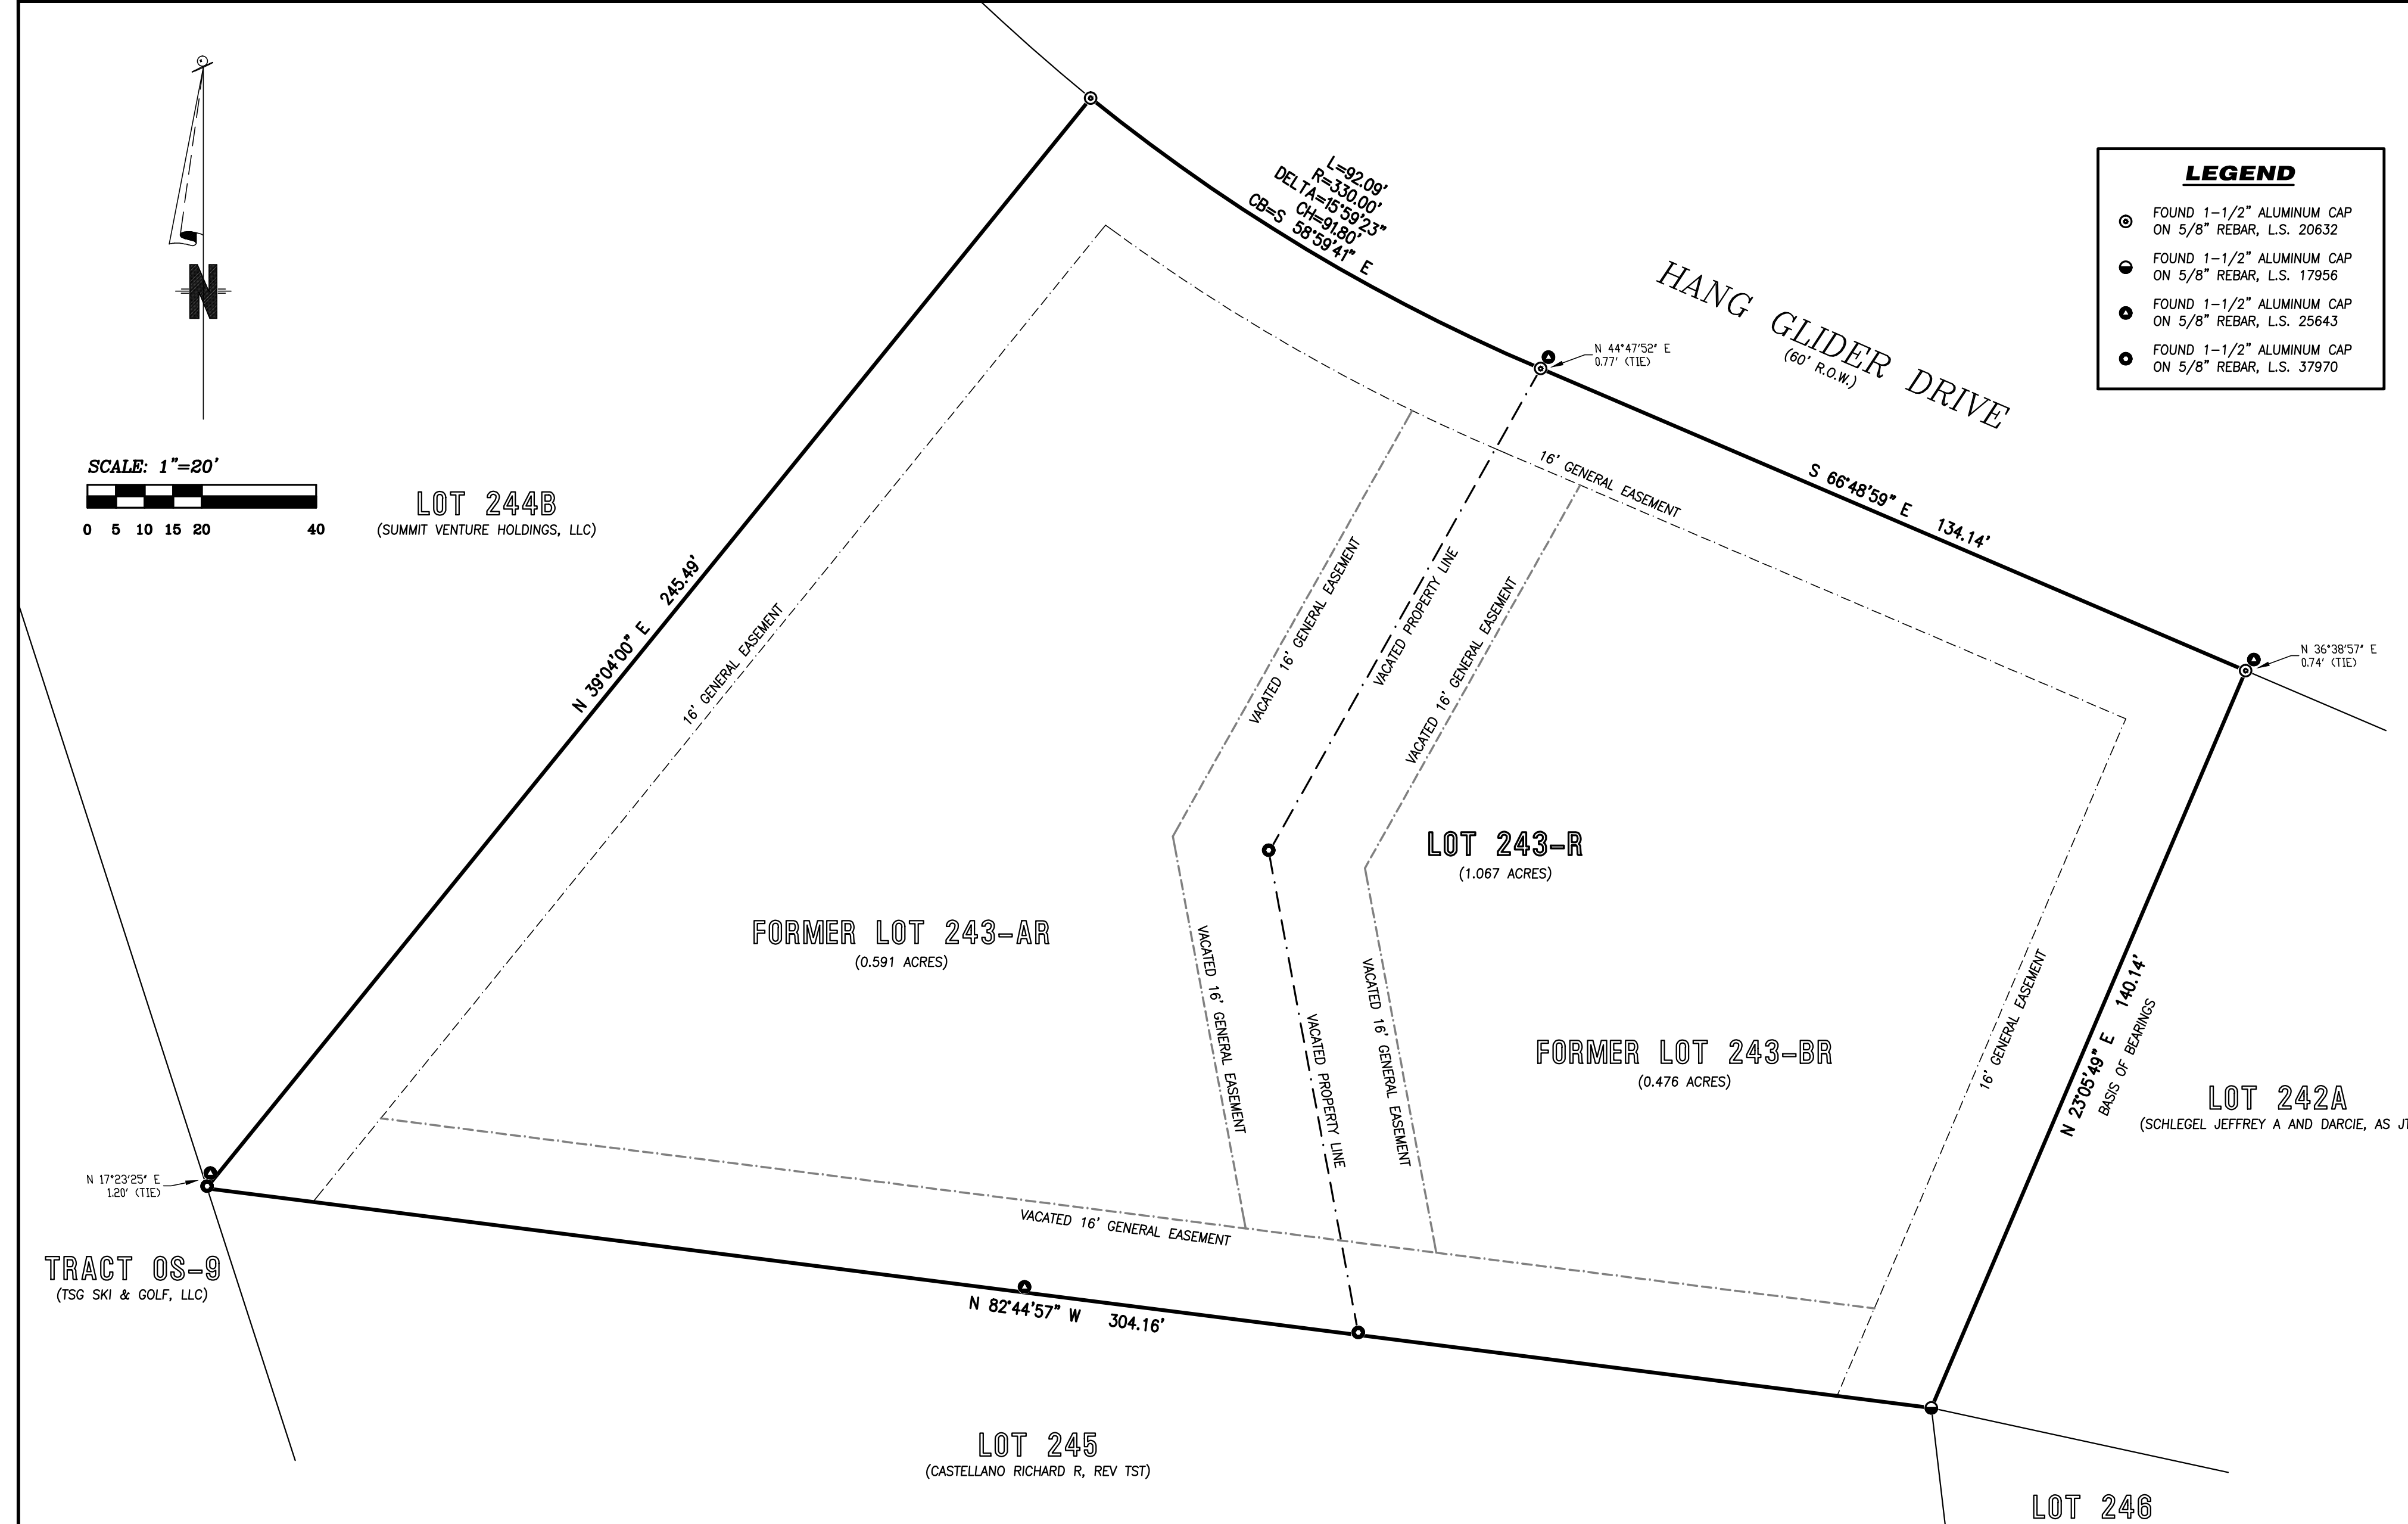 L=92.09'
R=330.00'
DELTA=15°59'23"
CH=91.80'
CB=S 58°59'41" E
HANG GLIDER DRIVE
(60' R.O.W.)
LEGEND
FOUND 1-1/2" ALUMINUM CAP
ON 5/8" REBAR, L.S. 20632
FOUND 1-1/2" ALUMINUM CAP
ON 5/8" REBAR, L.S. 17956
FOUND 1-1/2" ALUMINUM CAP
ON 5/8" REBAR, L.S. 25643
FOUND 1-1/2" ALUMINUM CAP
ON 5/8" REBAR, L.S. 37970
N
SCALE: 1"=20'
0 5 10 15 20 40
LOT 244B
(SUMMIT VENTURE HOLDINGS, LLC)
N 44°47'52" E
0.77' (TIE)
16' GENERAL EASEMENT
S 66°48'59" E 134.14'
N 36°38'57" E
0.74' (TIE)
N 39°04'00" E 245.49'
16' GENERAL EASEMENT
VACATED 16' GENERAL EASEMENT
VACATED PROPERTY LINE
VACATED 16' GENERAL EASEMENT
LOT 243-R
(1.067 ACRES)
FORMER LOT 243-AR
(0.591 ACRES)
VACATED 16' GENERAL EASEMENT
VACATED PROPERTY LINE
VACATED 16' GENERAL EASEMENT
FORMER LOT 243-BR
(0.476 ACRES)
16' GENERAL EASEMENT
N 23°05'49" E 140.14'
BASIS OF BEARINGS
LOT 242A
(SCHLEGEL JEFFREY A AND DARCIE, AS JT
N 17°23'25" E
1.20' (TIE)
VACATED 16' GENERAL EASEMENT
TRACT OS-9
(TSG SKI & GOLF, LLC)
N 82°44'57" W 304.16'
LOT 245
(CASTELLANO RICHARD R, REV TST)
LOT 246